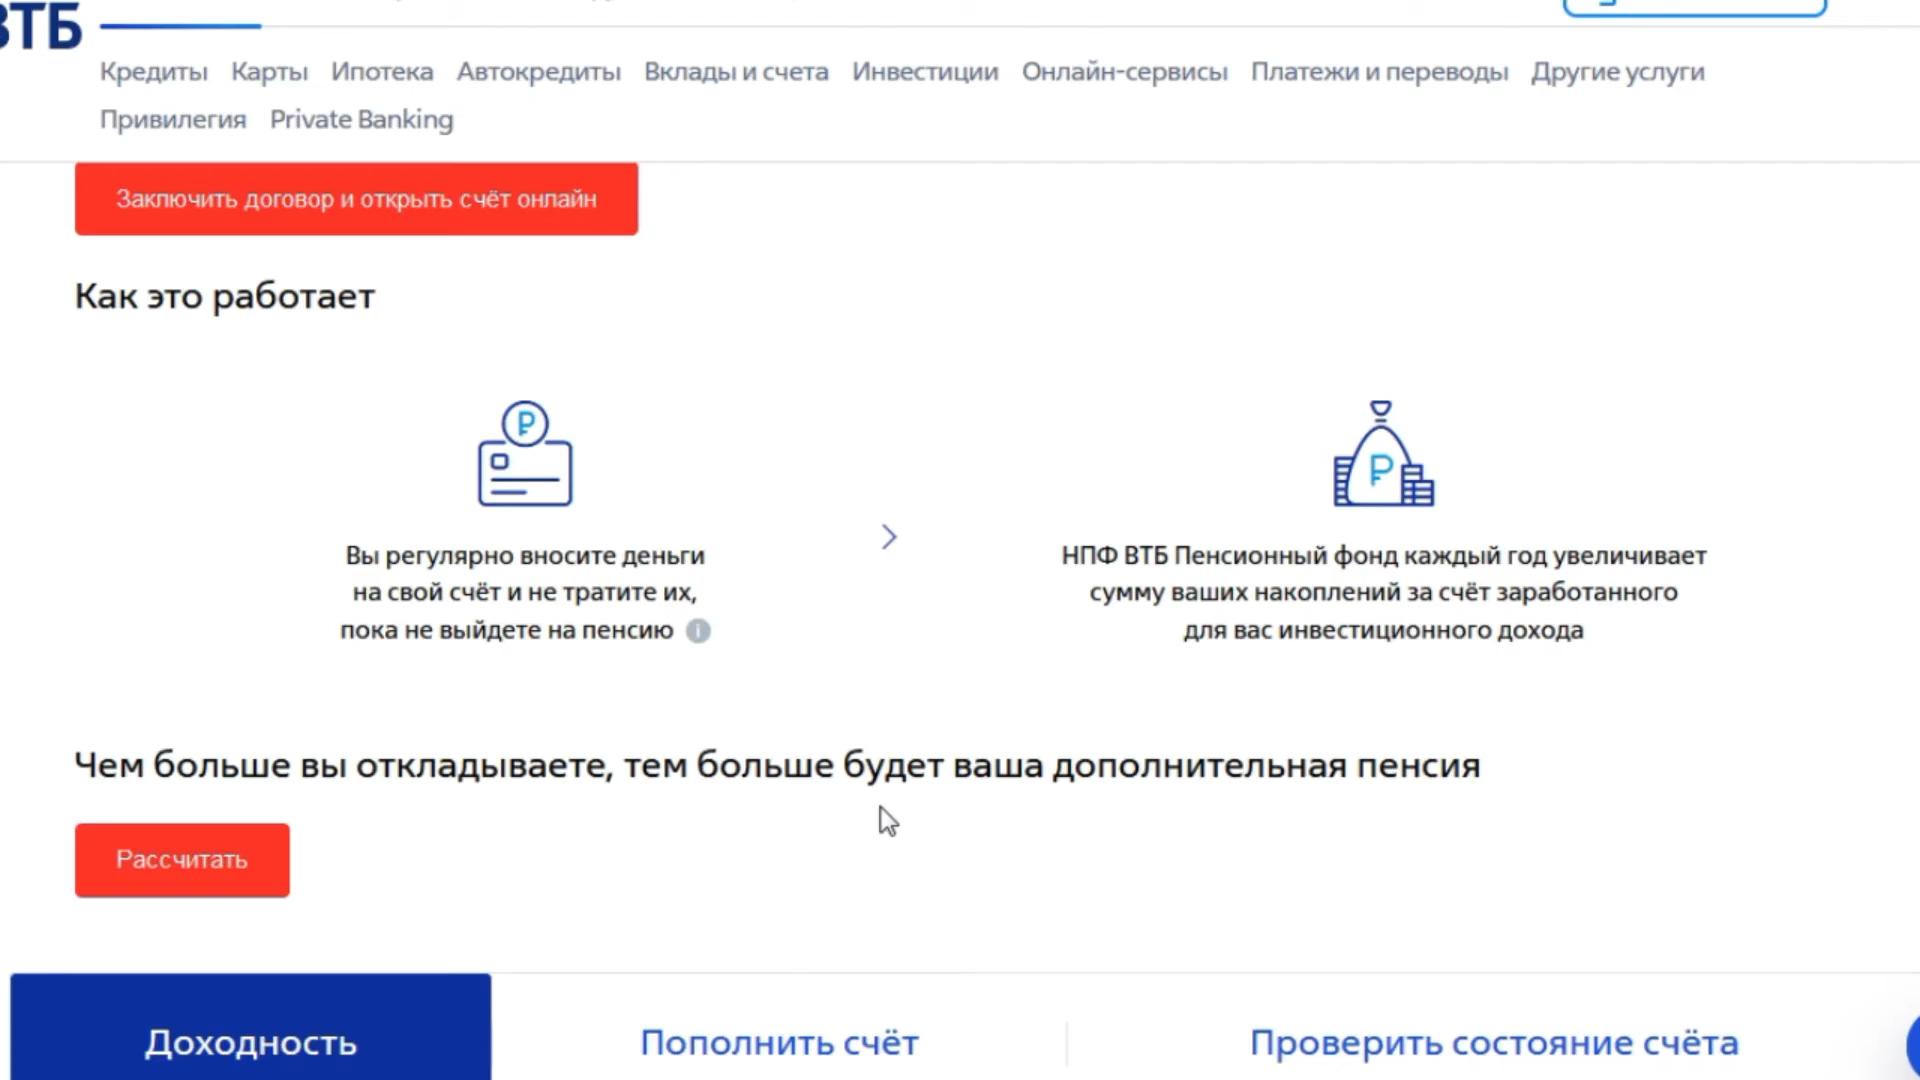 ВТБ
Кредиты Карты Ипотека Автокредиты Вклады и счета Инвестиции Онлайн-сервисы Платежи и переводы Другие услуги
Привилегия Private Banking
Заключить договор и открыть счёт онлайн
Как это работает
Вы регулярно вносите деньги
на свой счёт и не тратите их,
пока не выйдете на пенсию
НПФ ВТБ Пенсионный фонд каждый год увеличивает
сумму ваших накоплений за счёт заработанного
для вас инвестиционного дохода
Чем больше вы откладываете, тем больше будет ваша дополнительная пенсия
Рассчитать
Доходность
Пополнить счёт
Проверить состояние счёта